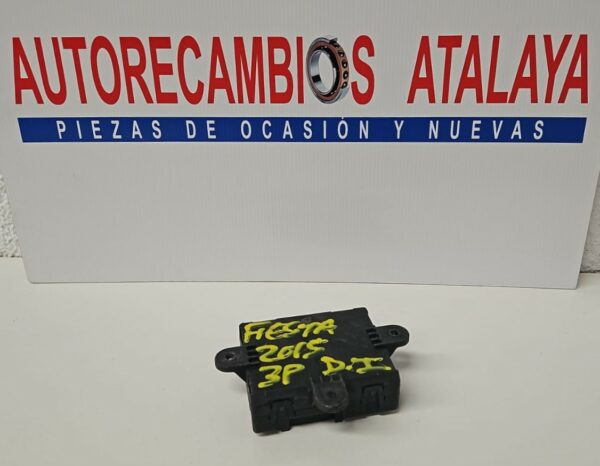 AUTORECAMBIOS ATALAYA
PIEZAS DE OCASIÓN Y NUEVAS
FIESTA
2015
3P D.I